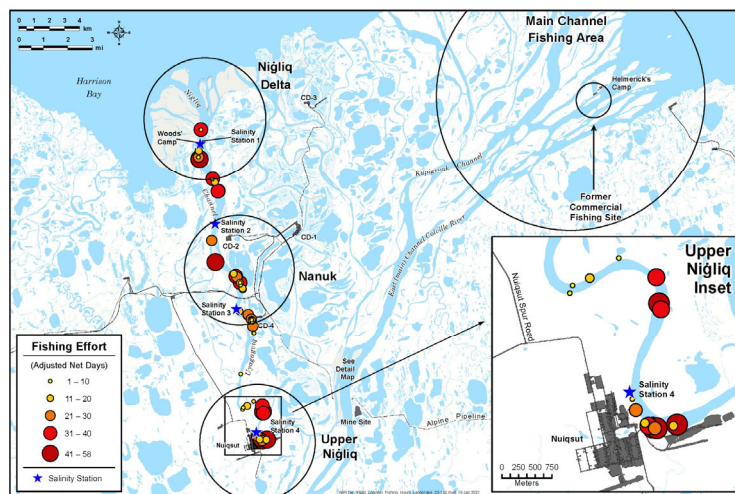 0 1 2 4
km
mi
0 1 2 3
Harrison
Bay
Niġliq
Delta
Niġliq
CD-3
Woods'
Camp
Salinity
Station 1
Channel
Salinity
Station 2
CD-2
CD-1
Nanuk
Salinity
Station 3
CD-4
Main Channel
Fishing Area
Helmerick's
Camp
Kupigruak Channel
Former
Commercial
Fishing Site
East (main) Channel Colville River
See
Detail
Map
Mine Site
Alpine Pipeline
Salinity
Station 4
Nuiqsut
Upper
Niġliq
Fishing Effort
(Adjusted Net Days)
1 – 10
11 – 20
21 – 30
31 – 40
41 – 58
Salinity Station
Upper
Niġliq
Inset
Nuiqsut Spur Road
Salinity
Station 4
Nuiqsut
0 250 500 750
Meters